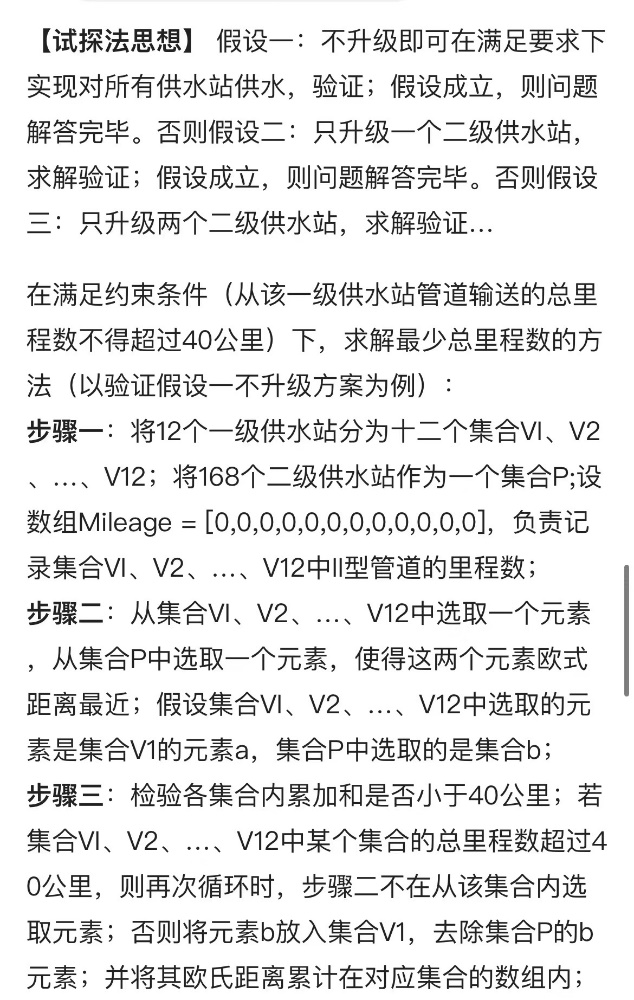 【试探法思想】 假设一：不升级即可在满足要求下
实现对所有供水站供水，验证；假设成立，则问题
解答完毕。否则假设二：只升级一个二级供水站，
求解验证；假设成立，则问题解答完毕。否则假设
三：只升级两个二级供水站，求解验证…
在满足约束条件（从该一级供水站管道输送的总里
程数不得超过40公里）下，求解最少总里程数的方
法（以验证假设一不升级方案为例）：
步骤一：将12个一级供水站分为十二个集合VI、V2
、…、V12；将168个二级供水站作为一个集合P;设
数组Mileage = [0,0,0,0,0,0,0,0,0,0,0,0]，负责记
录集合VI、V2、…、V12中II型管道的里程数；
步骤二：从集合VI、V2、…、V12中选取一个元素
，从集合P中选取一个元素，使得这两个元素欧式
距离最近；假设集合VI、V2、…、V12中选取的元
素是集合V1的元素a，集合P中选取的是集合b；
步骤三：检验各集合内累加和是否小于40公里；若
集合VI、V2、…、V12中某个集合的总里程数超过4
0公里，则再次循环时，步骤二不在从该集合内选
取元素；否则将元素b放入集合V1，去除集合P的b
元素；并将其欧氏距离累计在对应集合的数组内；